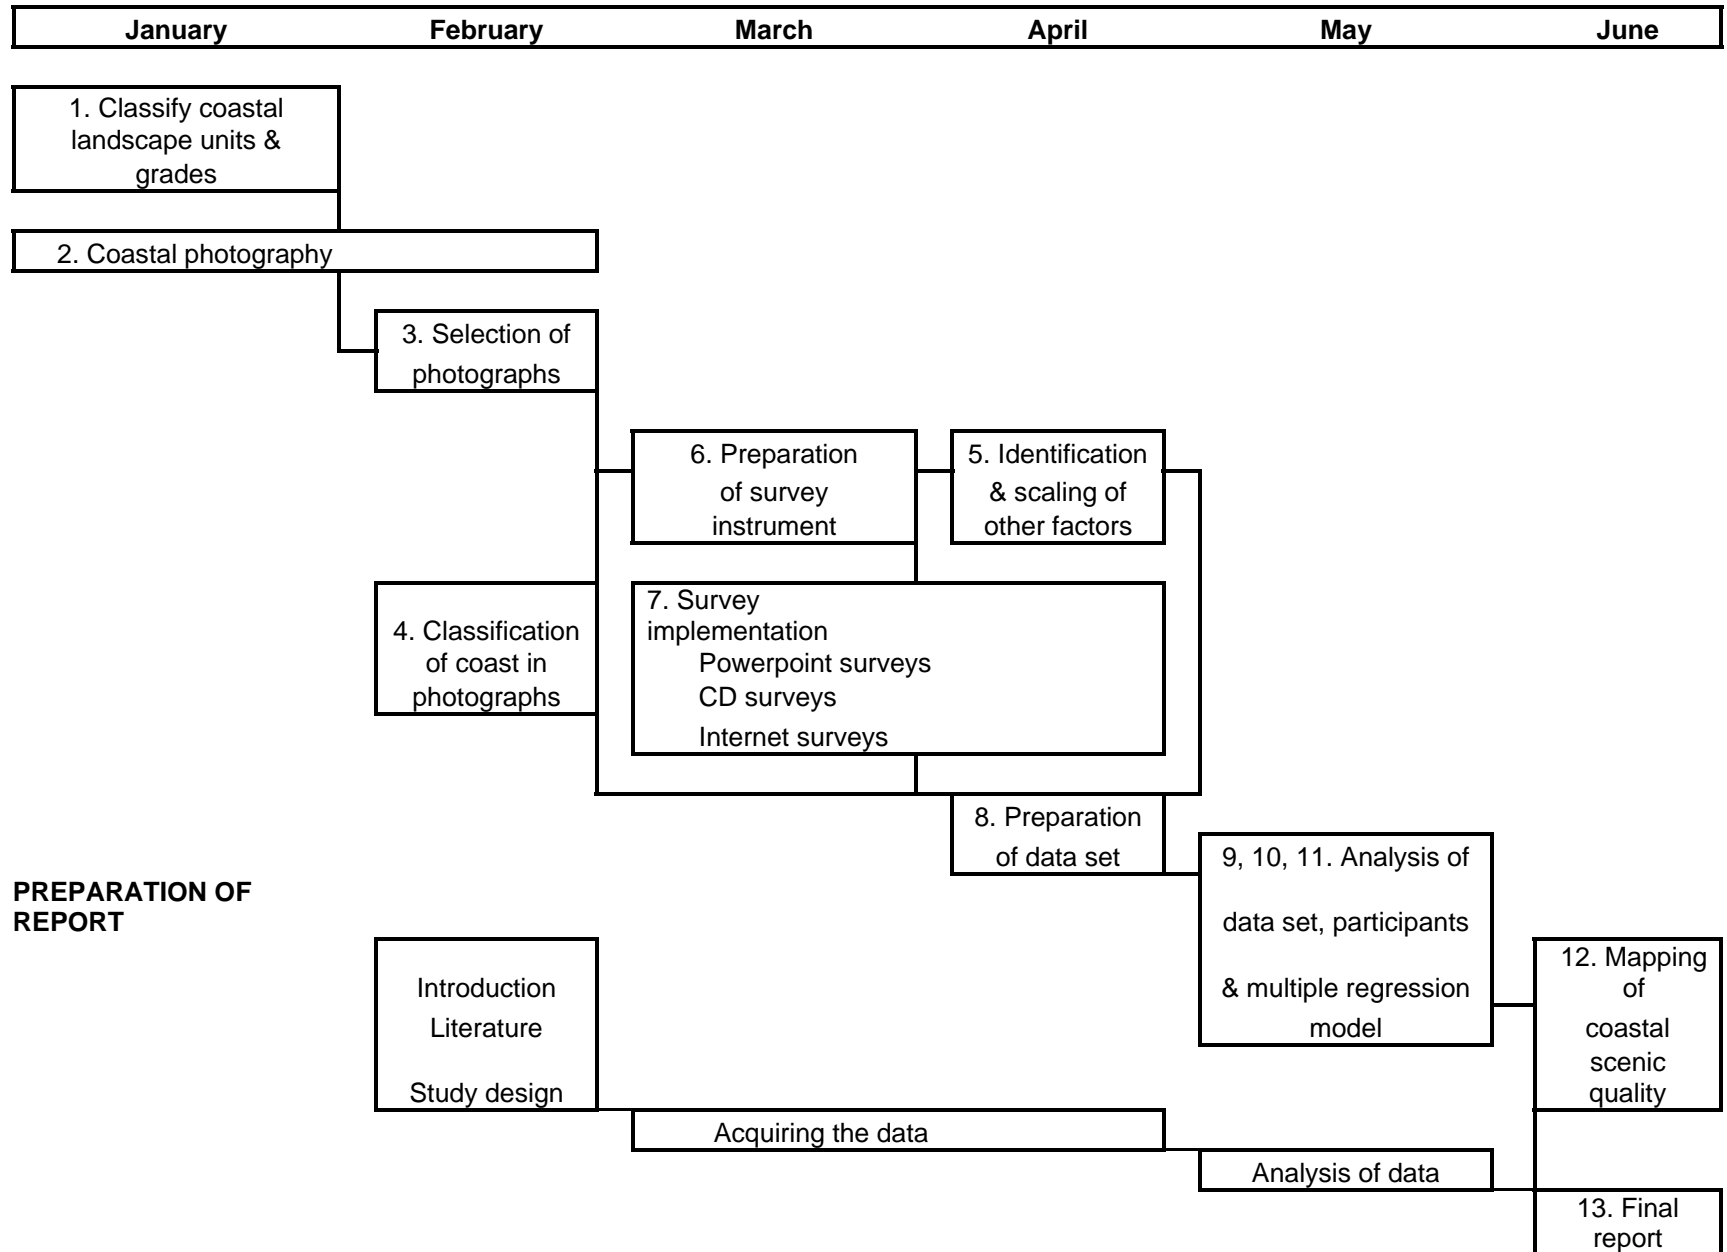 January February March April May June
1. Classify coastal
landscape units &
grades
2. Coastal photography
3. Selection of
photographs
6. Preparation
of survey
instrument
5. Identification
& scaling of
other factors
4. Classification
of coast in
photographs
7. Survey
implementation
Powerpoint surveys
CD surveys
Internet surveys
8. Preparation
of data set
9, 10, 11. Analysis of
data set, participants
& multiple regression
model
PREPARATION OF
REPORT
Introduction
Literature
Study design
12. Mapping
of
coastal
scenic
quality
Acquiring the data
Analysis of data
13. Final
report